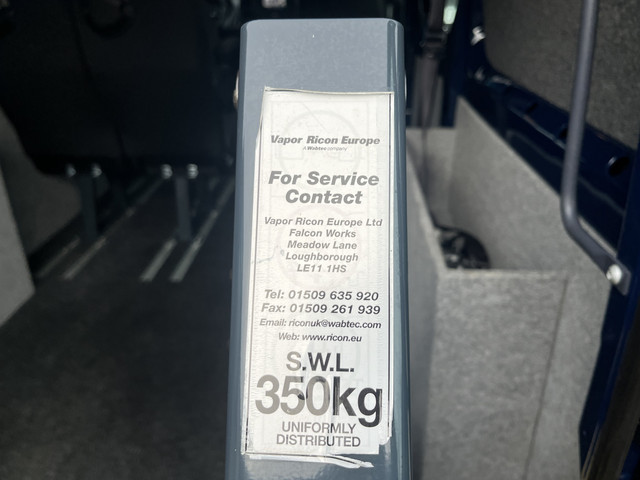 Vapor Ricon Europe
A Wabtec company
For Service
Contact
Vapor Ricon Europe Ltd
Falcon Works
Meadow Lane
Loughborough
LE11 1HS
Tel: 01509 635 920
Fax: 01509 261 939
Email: riconuk@wabtec.com
Web: www.ricon.eu
S.W.L.
350kg
UNIFORMLY
DISTRIBUTED